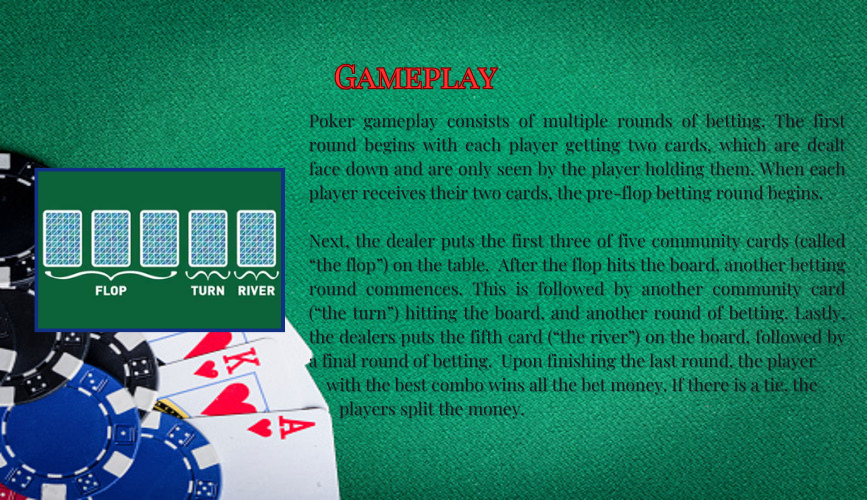 GAMEPLAY
Poker gameplay consists of multiple rounds of betting. The first
round begins with each player getting two cards, which are dealt
face down and are only seen by the player holding them. When each
player receives their two cards, the pre-flop betting round begins.
Next, the dealer puts the first three of five community cards (called
“the flop”) on the table.  After the flop hits the board, another betting
round commences. This is followed by another community card
(“the turn”) hitting the board, and another round of betting. Lastly,
the dealers puts the fifth card (“the river”) on the board, followed by
a final round of betting.  Upon finishing the last round, the player
with the best combo wins all the bet money. If there is a tie, the
players split the money.
FLOP TURN RIVER
K
A